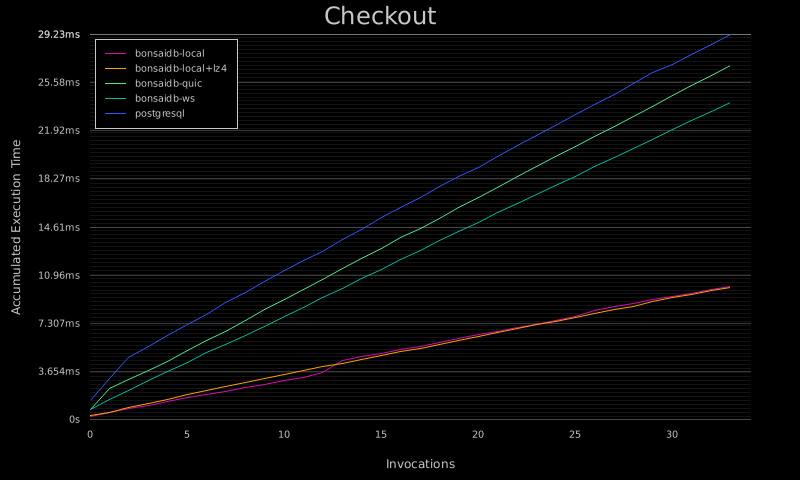 Checkout
29.23ms
25.58ms
21.92ms
18.27ms
14.61ms
10.96ms
7.307ms
3.654ms
0s
bonsaidb-local
bonsaidb-local+lz4
bonsaidb-quic
bonsaidb-ws
postgresql
Accumulated Execution Time
0 5 10 15 20 25 30
Invocations